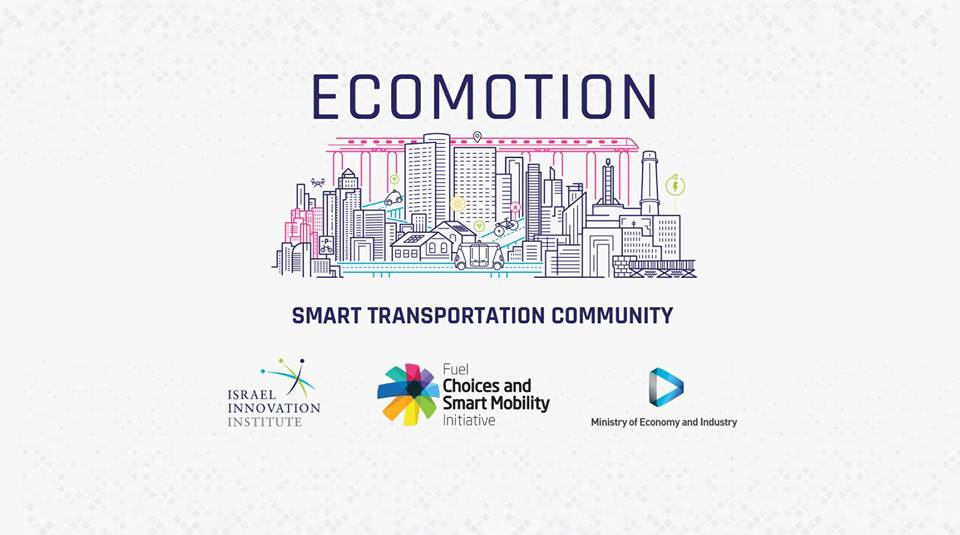 ECOMOTION
P
SMART TRANSPORTATION COMMUNITY
ISRAEL
INNOVATION
INSTITUTE
Fuel
Choices and
Smart Mobility
Initiative
Ministry of Economy and Industry